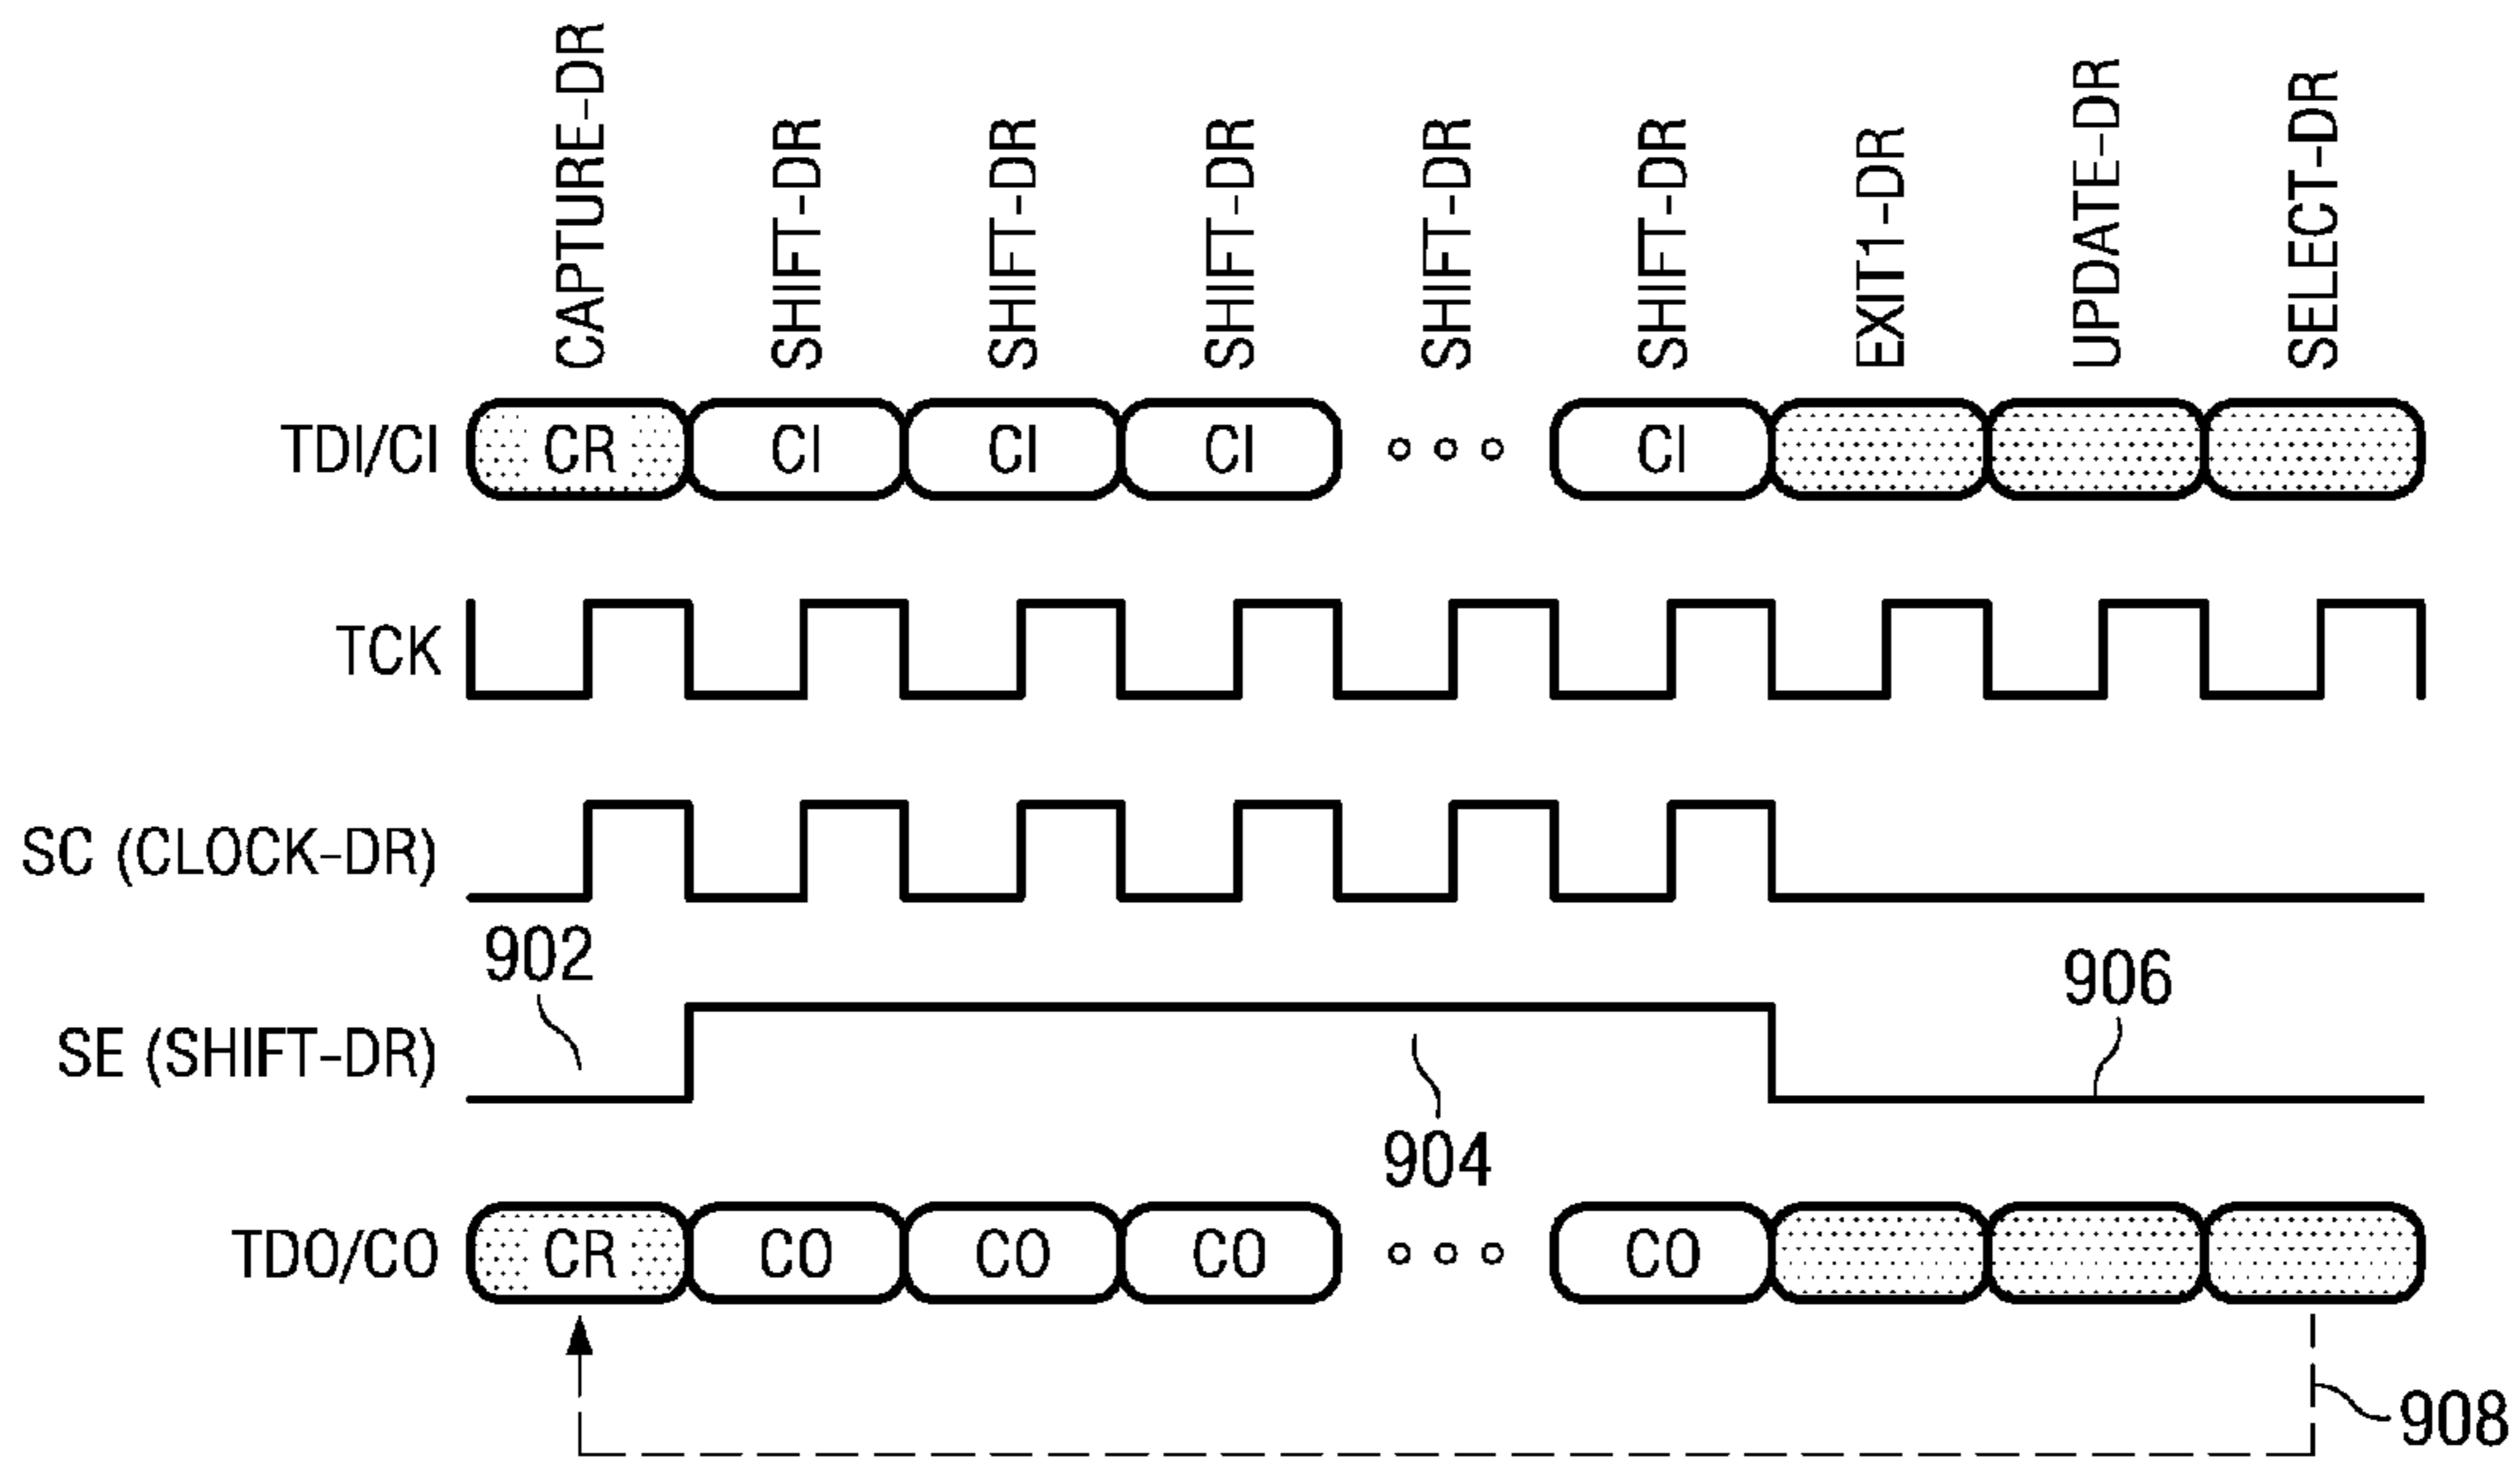 CAPTURE-DR
SHIFT-DR
SHIFT-DR
SHIFT-DR
SHIFT-DR
SHIFT-DR
EXIT1-DR
UPDATE-DR
SELECT-DR
TDI/CI CR CI CI CI CI
TCK
SC (CLOCK-DR)
902
906
SE (SHIFT-DR)
904
TDO/CO CR CO CO CO CO
908